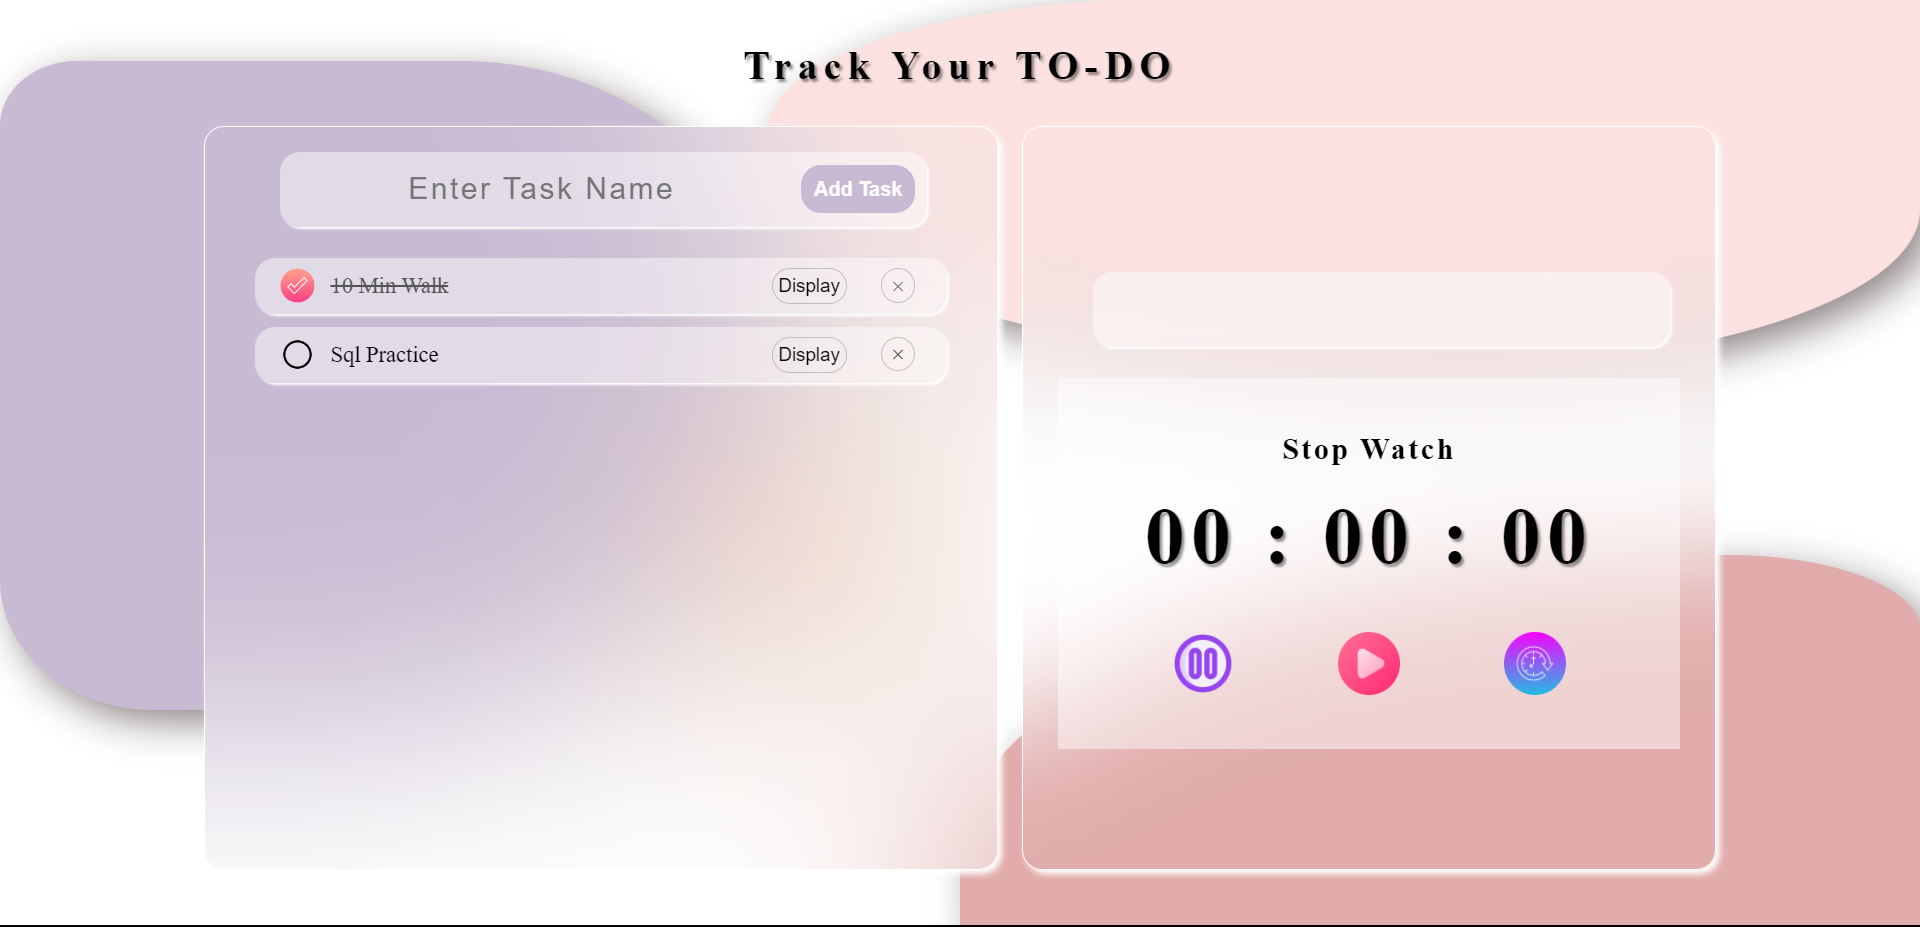 Track Your TO-DO
Enter Task Name
Add Task
10 Min Walk
Display
×
Sql Practice
Display
×
Stop Watch
00 : 00 : 00